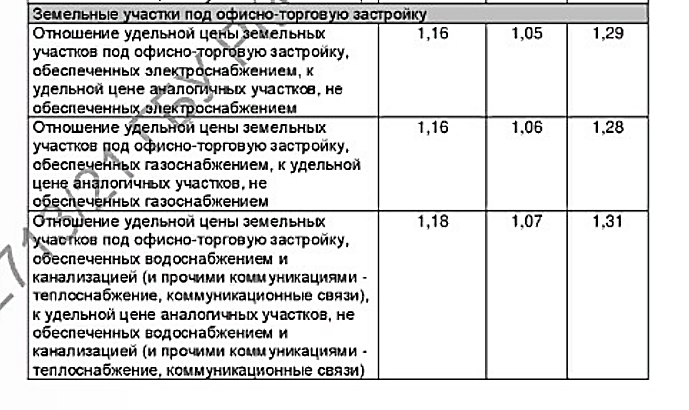 Земельные участки под офисно-торговую застройку
Отношение удельной цены земельных 1,16 1,05 1,29
участков под офисно-торговую застройку,
обеспеченных электроснабжением, к
удельной цене аналогичных участков, не
обеспеченных электроснабжением
Отношение удельной цены земельных 1,16 1,06 1,28
участков под офисно-торговую застройку,
обеспеченных газоснабжением, к удельной
цене аналогичных участков, не
обеспеченных газоснабжением
Отношение удельной цены земельных 1,18 1,07 1,31
участков под офисно-торговую застройку,
обеспеченных водоснабжением и
канализацией (и прочими коммуникациями -
теплоснабжение, коммуникационные связи),
к удельной цене аналогичных участков, не
обеспеченных водоснабжением и
канализацией (и прочими коммуникациями -
теплоснабжение, коммуникационные связи)